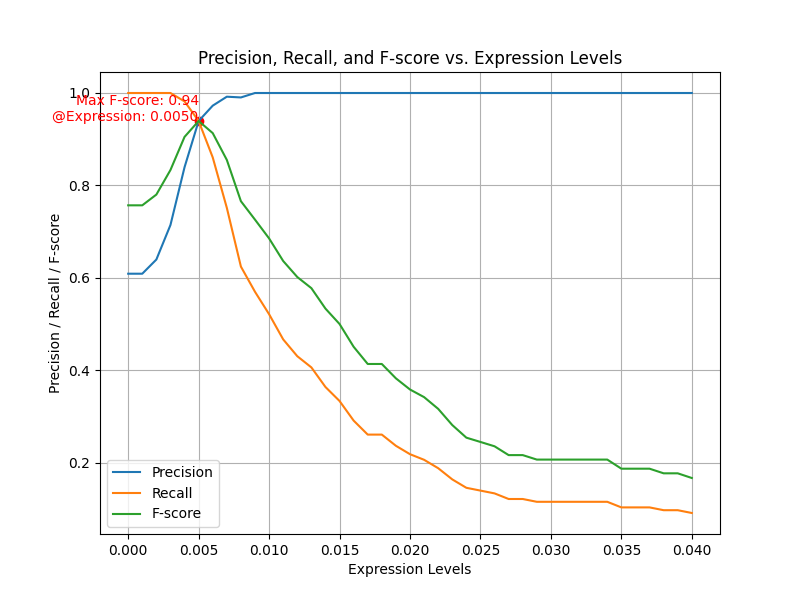 Precision, Recall, and F-score vs. Expression Levels
Max F-score: 0.94
@Expression: 0.0050
1.0
0.8
0.6
0.4
0.2
Precision / Recall / F-score
Precision
Recall
F-score
0.000 0.005 0.010 0.015 0.020 0.025 0.030 0.035 0.040
Expression Levels